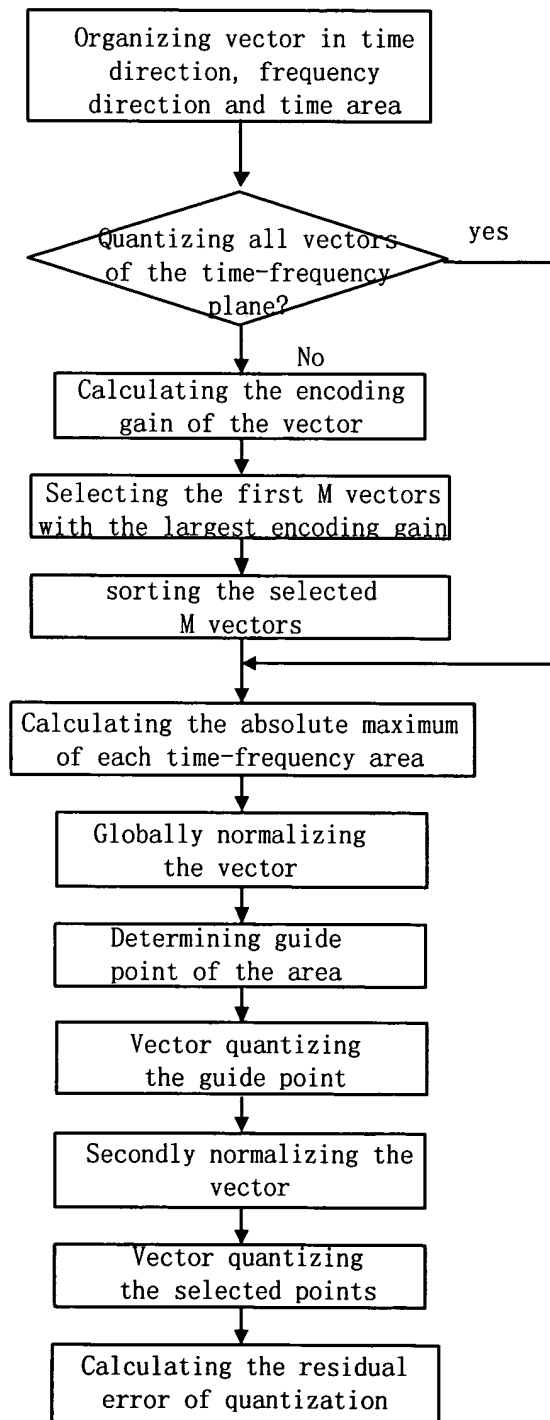 Organizing vector in time
direction, frequency
direction and time area
Quantizing all vectors
of the time-frequency
plane?
yes
No
Calculating the encoding
gain of the vector
Selecting the first M vectors
with the largest encoding gain
sorting the selected
M vectors
Calculating the absolute maximum
of each time-frequency area
Globally normalizing
the vector
Determining guide
point of the area
Vector quantizing
the guide point
Secondly normalizing the
vector
Vector quantizing
the selected points
Calculating the residual
error of quantization